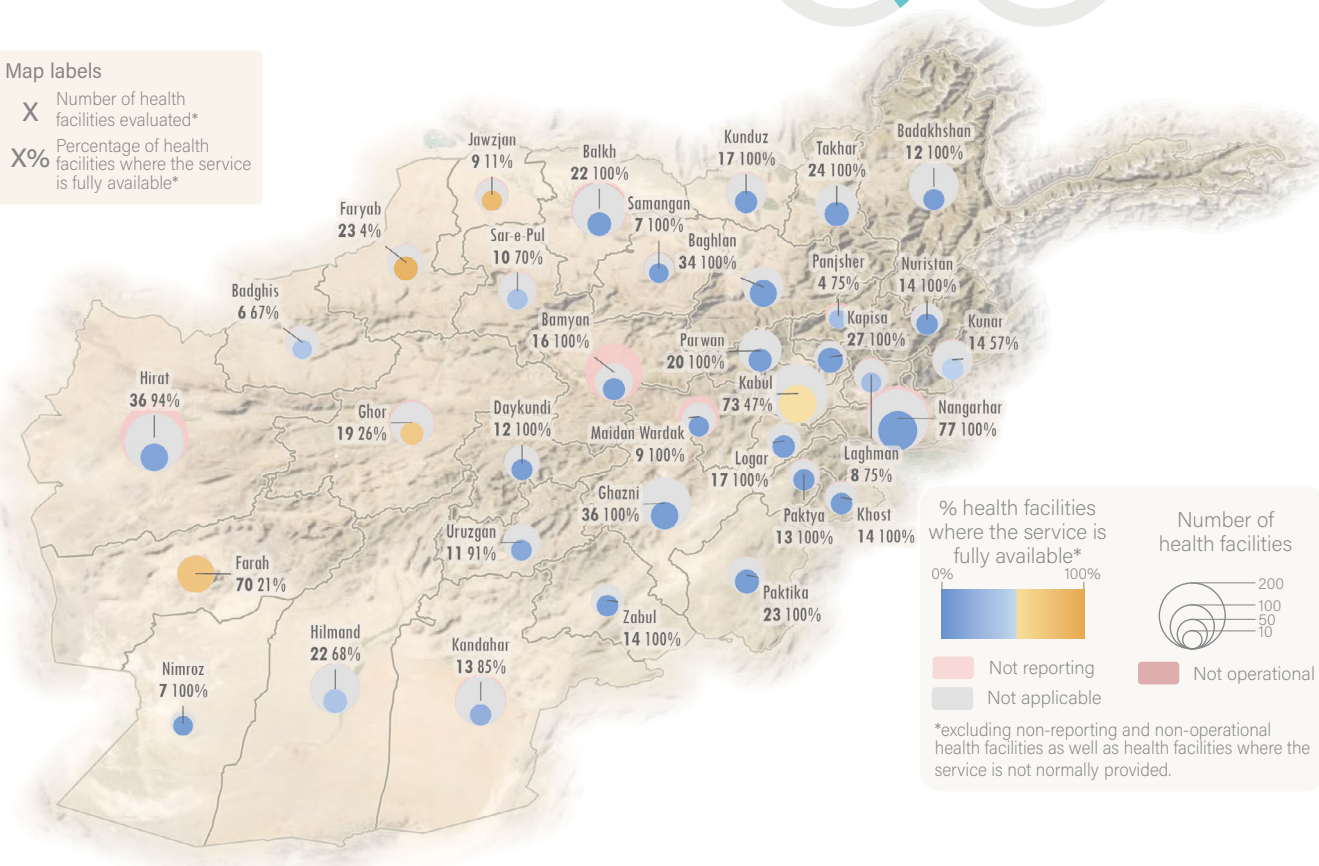 Map labels
X Number of health
facilities evaluated*
X% Percentage of health
facilities where the service
is fully available*
Jawzjan
9 11%
Balkh
22 100%
Kunduz
17 100%
Takhar
24 100%
Badakhshan
12 100%
Faryab
23 4%
Sar-e-Pul
10 70%
Samangan
7 100%
Baghlan
34 100%
Panjsher
4 75%
Nuristan
14 100%
Badghis
6 67%
Bamyan
16 100%
Parwan
20 100%
Kapisa
27 100%
Kunar
14 57%
Hirat
36 94%
Ghor
19 26%
Daykundi
12 100%
Maidan Wardak
9 100%
Kabul
73 47%
Nangarhar
77 100%
Logar
17 100%
Laghman
8 75%
Ghazni
36 100%
Paktya
13 100%
Khost
14 100%
Uruzgan
11 91%
Farah
70 21%
Zabul
14 100%
Paktika
23 100%
Hilmand
22 68%
Kandahar
13 85%
Nimroz
7 100%
% health facilities
where the service is
fully available*
0% 100%
Number of
health facilities
200
100
50
10
Not reporting
Not applicable
Not operational
*excluding non-reporting and non-operational
health facilities as well as health facilities where the
service is not normally provided.